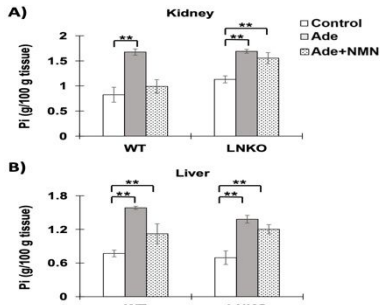 A)
Kidney
Control
Ade
Ade+NMN
Pi (g/100 g tissue)
2
1.5
1
0.5
0
**
**
**
WT
LNKO
B)
Liver
Pi (g/100 g tissue)
1.8
1.2
0.6
0
**
**
**
**